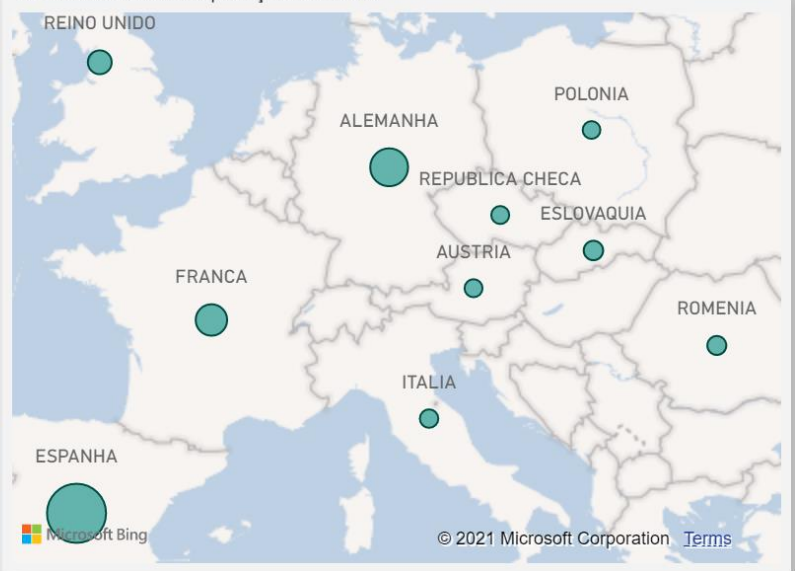 REINO UNIDO
POLONIA
ALEMANHA
REPUBLICA CHECA
ESLOVAQUIA
AUSTRIA
FRANCA
ROMENIA
ITALIA
ESPANHA
Microsoft Bing
© 2021 Microsoft Corporation Terms